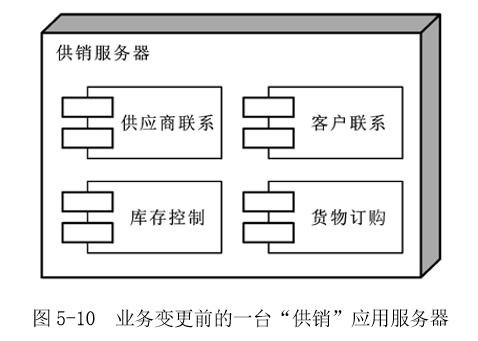 供销服务器
供应商联系
客户联系
库存控制
货物订购
图 5-10 业务变更前的一台“供销”应用服务器